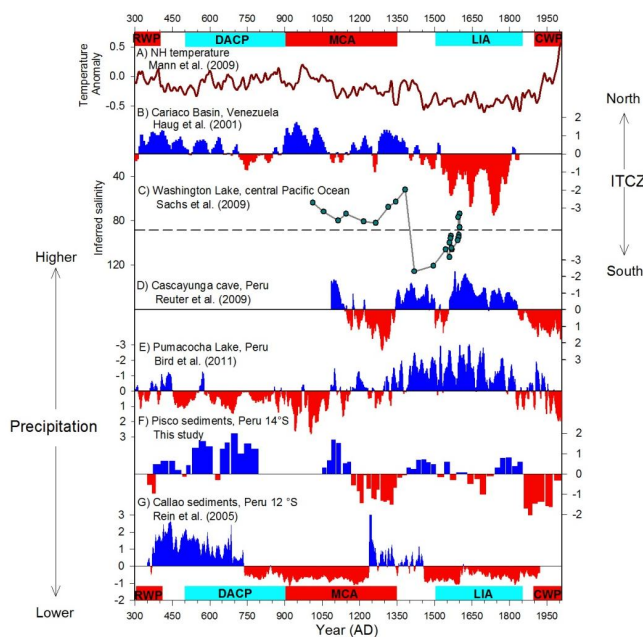 300 450 600 750 900 1050 1200 1350 1500 1650 1800 1950
RWP DACP MCA LIA CWP
A) NH temperature
Mann et al. (2009)
Temperature
Anomaly
0.5
0.0
-0.5
B) Cariaco Basin, Venezuela
Haug et al. (2001)
2
1
0
-1
-2
-3
North
ITCZ
South
C) Washington Lake, central Pacific Ocean
Sachs et al. (2009)
Inferred salinity
40
80
120
D) Cascayunga cave, Peru
Reuter et al. (2009)
-3
-2
-1
0
1
2
3
E) Pumacocha Lake, Peru
Bird et al. (2011)
-3
-2
-1
0
1
2
3
F) Pisco sediments, Peru 14°S
This study
2
1
0
-1
-2
G) Callao sediments, Peru 12 °S
Rein et al. (2005)
3
2
1
0
-1
-2
Higher
Precipitation
Lower
RWP DACP MCA LIA CWP
300 450 600 750 900 1050 1200 1350 1500 1650 1800 1950
Year (AD)